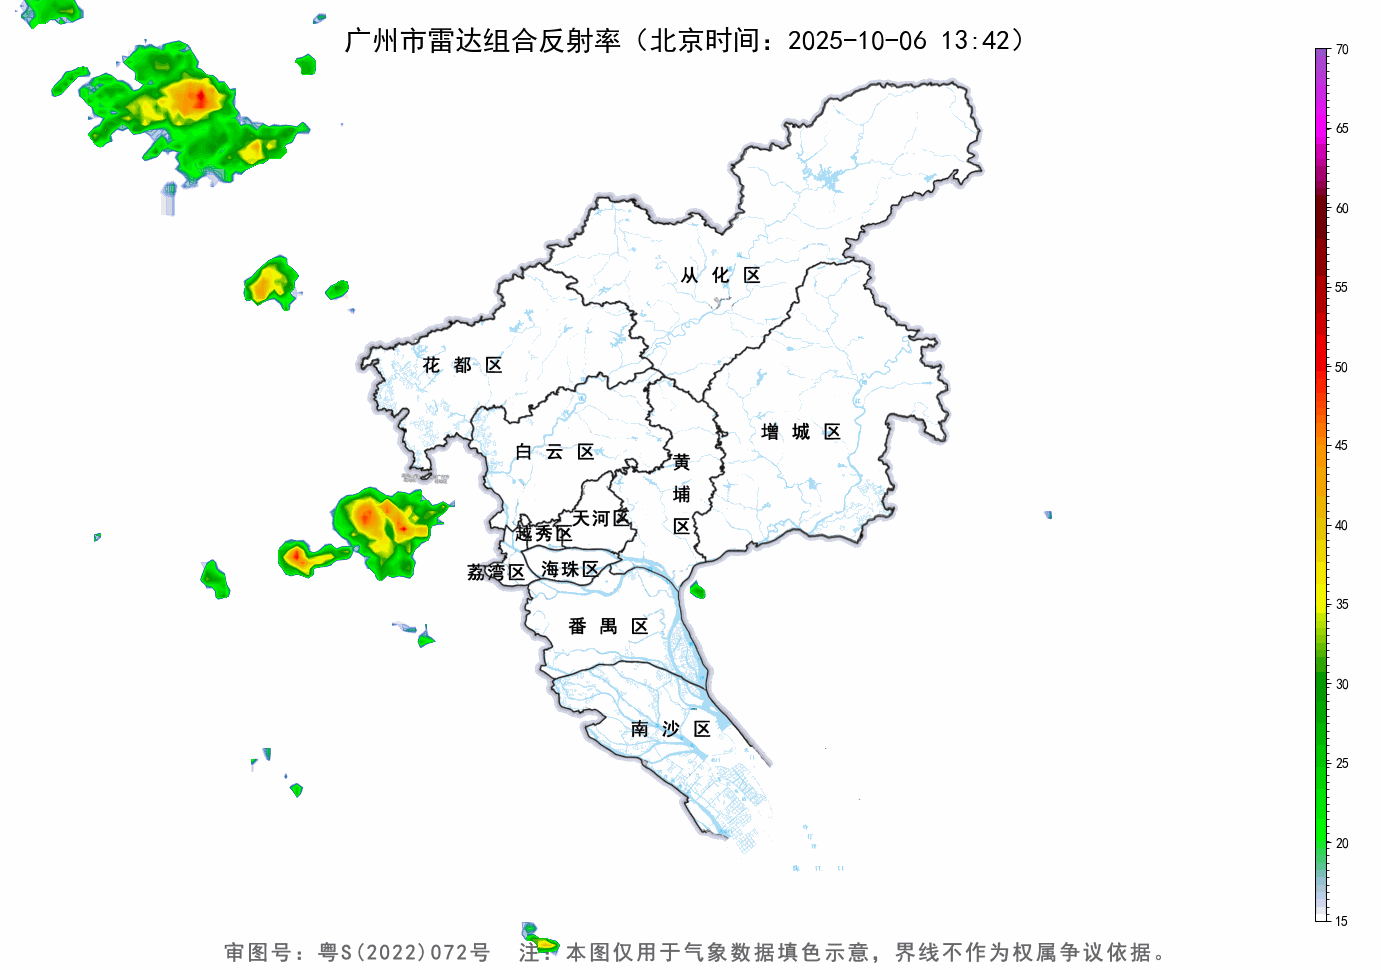 广州市雷达组合反射率（北京时间：2025-10-06 13:42）
70
65
60
55
50
45
40
35
30
25
20
15
从化区
花都区
增城区
白云区
黄埔区
天河区
越秀区
荔湾区
海珠区
番禺区
南沙区
审图号：粤S(2022)072号 注：本图仅用于气象数据填色示意，界线不作为权属争议依据。